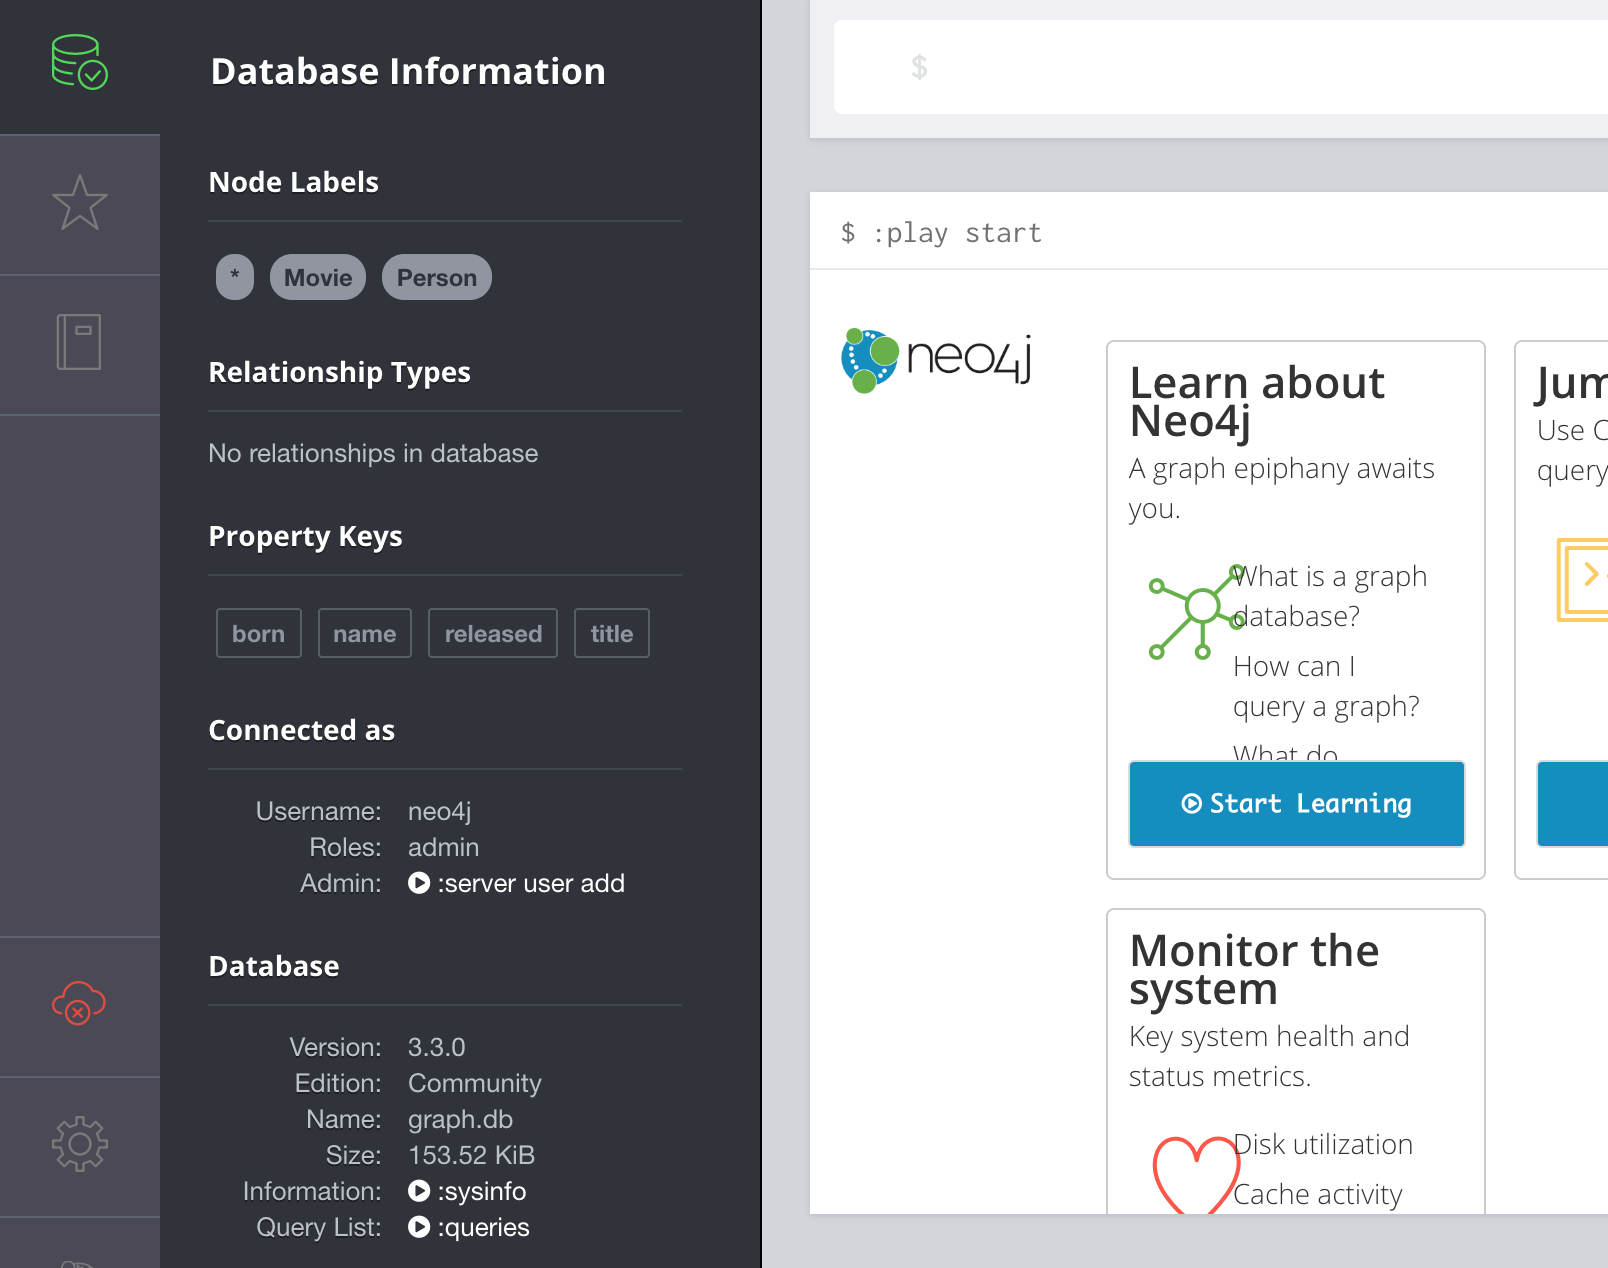 Database Information
Node Labels
* Movie Person
Relationship Types
No relationships in database
Property Keys
born name released title
Connected as
Username: neo4j
Roles: admin
Admin: :server user add
Database
Version: 3.3.0
Edition: Community
Name: graph.db
Size: 153.52 KiB
Information: :sysinfo
Query List: :queries
$
$ :play start
neo4j
Learn about
Neo4j
A graph epiphany awaits
you.
What is a graph
database?
How can I
query a graph?
What do
Start Learning
Jum
Use C
query
Monitor the
system
Key system health and
status metrics.
Disk utilization
Cache activity